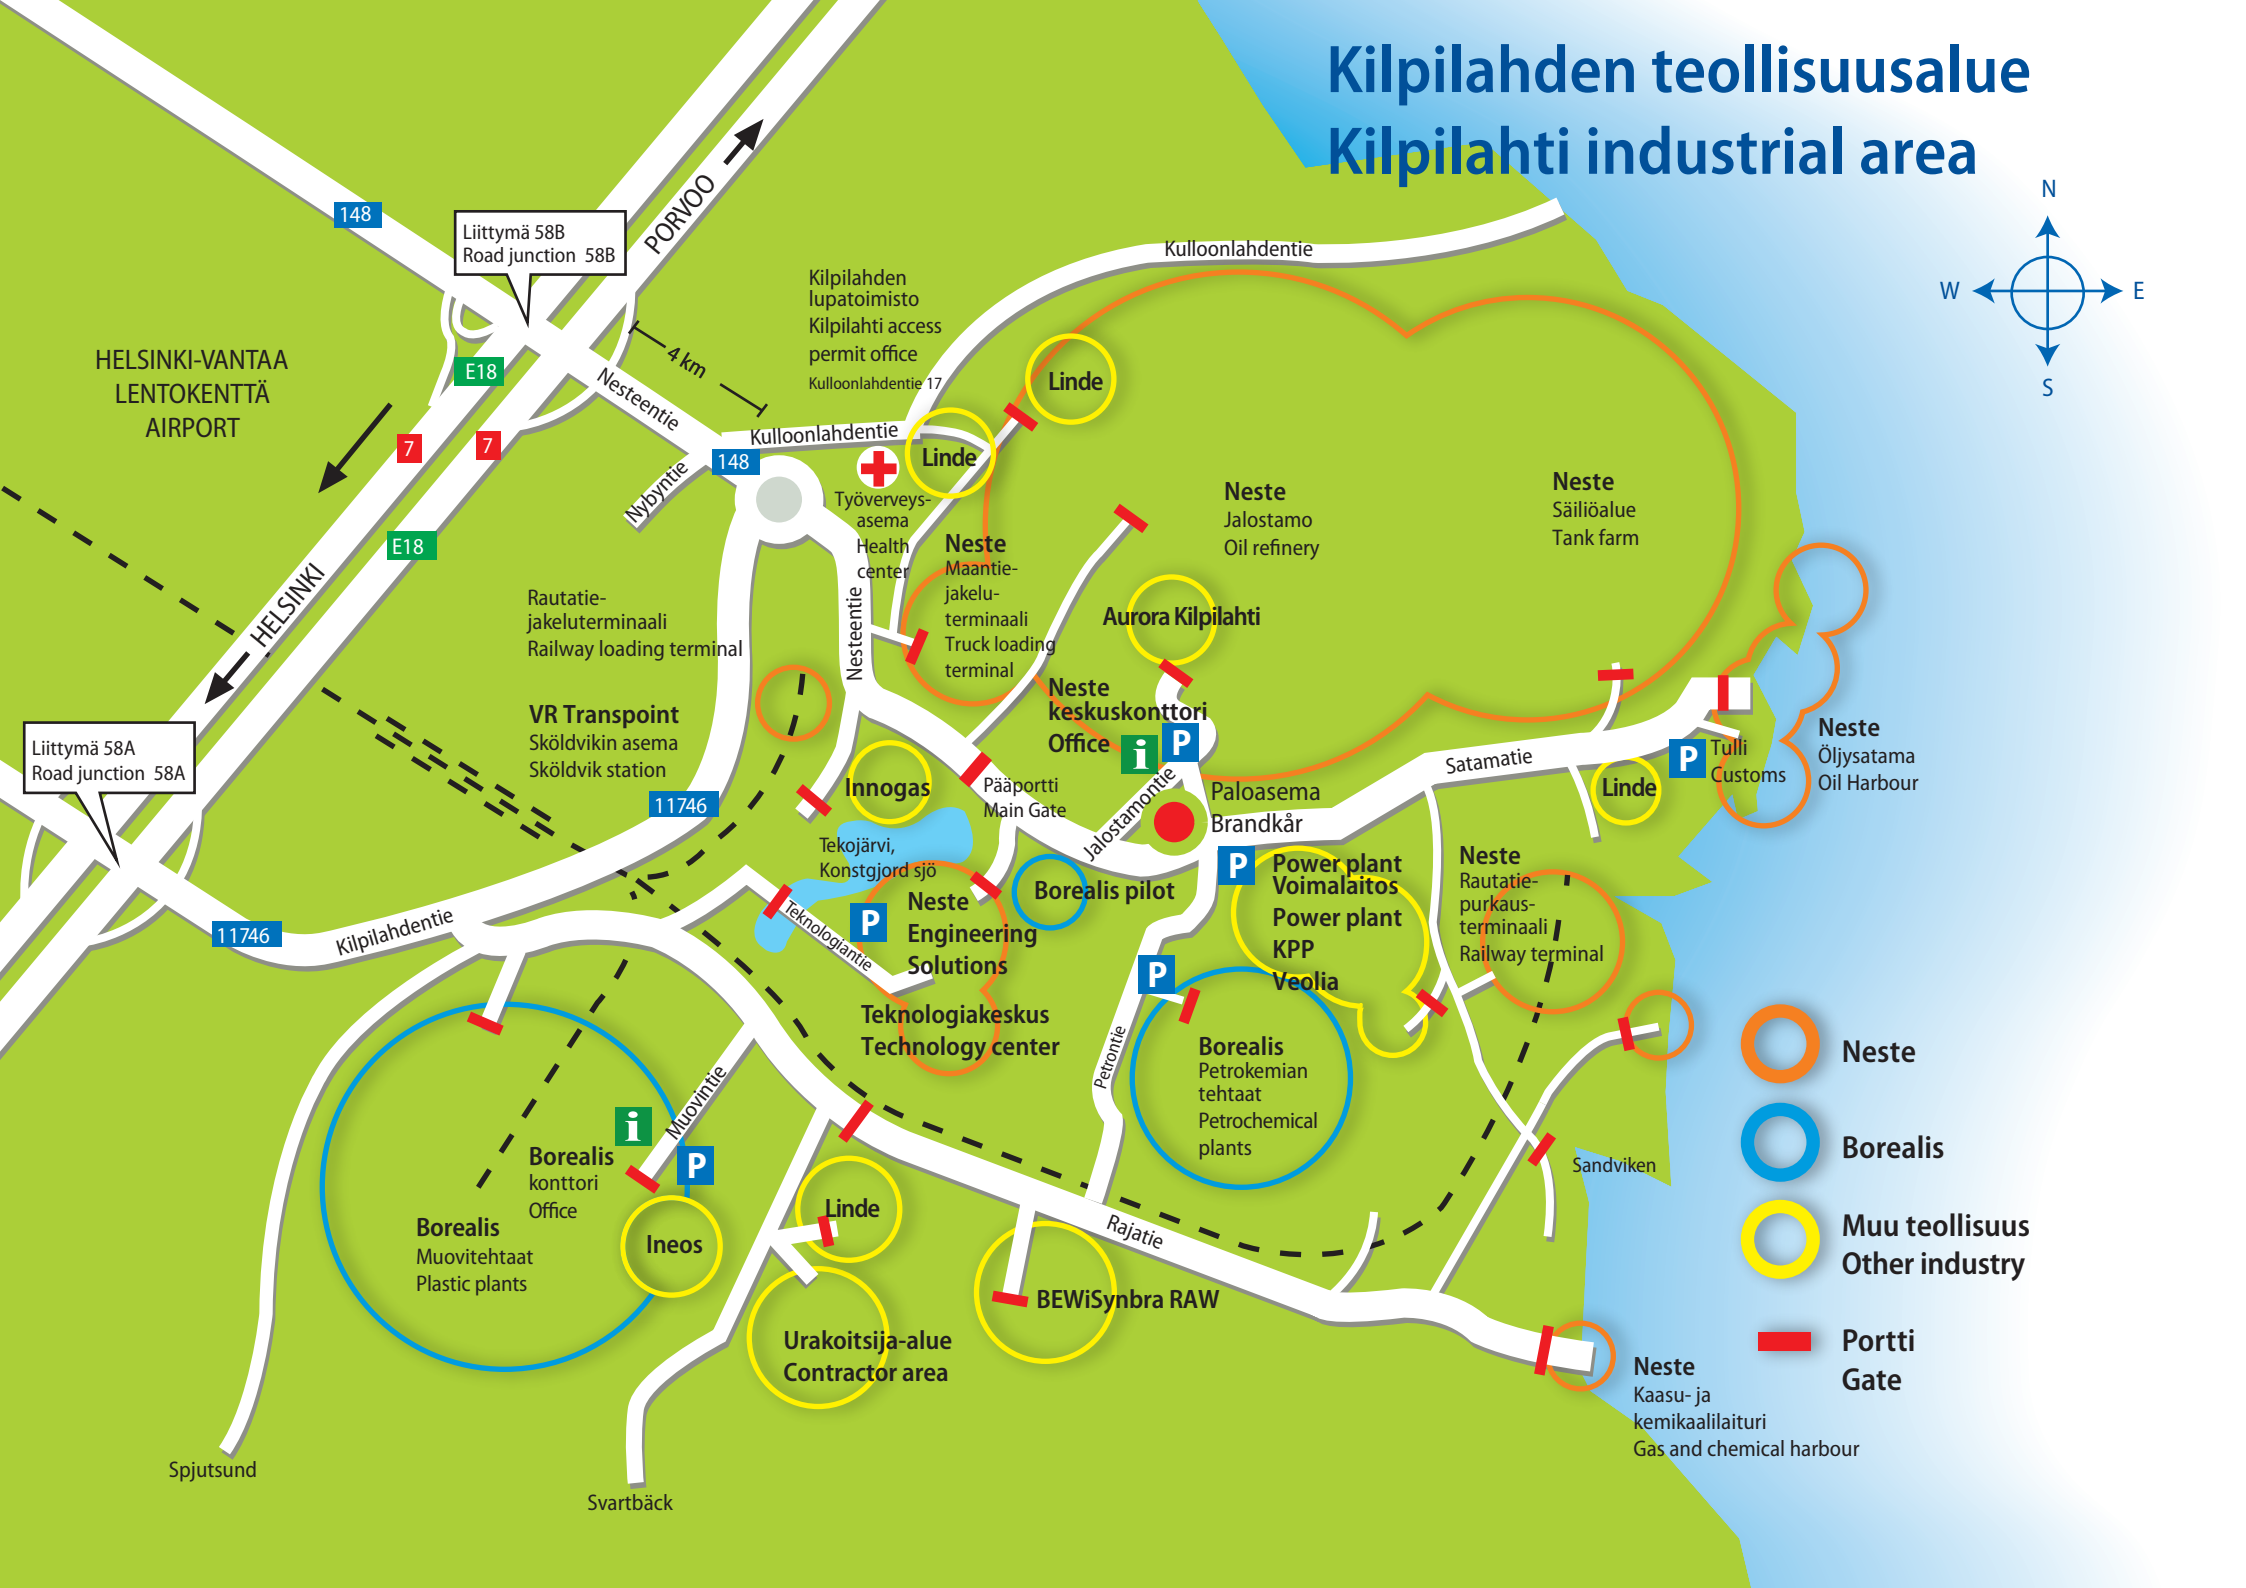 Kilpilahden teollisuusalue
Kilpilahti industrial area
N
W
E
S
148
Liittymä 58B
Road junction 58B
PORVOO
Kulloonlahdentie
Kilpilahden
lupatoimisto
Kilpilahti access
permit office
Kulloonlahdentie 17
4 km
HELSINKI-VANTAA
LENTOKENTTÄ
AIRPORT
E18
7
7
E18
HELSINKI
Nesteentie
Kulloonlahdentie
148
Nybyntie
Linde
Linde
Työverveys-
asema
Health
center
Neste
Maantie-
jakelu-
terminaali
Truck loading
terminal
Neste
Jalostamo
Oil refinery
Neste
Säiliöalue
Tank farm
Aurora Kilpilahti
Rautatie-
jakeluterminaali
Railway loading terminal
Nesteentie
VR Transpoint
Sköldvikin asema
Sköldvik station
Neste
keskuskonttori
Office
i
P
Liittymä 58A
Road junction 58A
11746
Innogas
Pääportti
Main Gate
Jalostamontie
Paloasema
Brandkår
Satamatie
Linde
P
Tulli
Customs
Neste
Öljysatama
Oil Harbour
Tekojärvi,
Konstgjord sjö
Teknologiantie
P
Neste
Engineering
Solutions
Borealis pilot
P
Power plant
Voimalaitos
Power plant
KPP
Veolia
Neste
Rautatie-
purkaus-
terminaali
Railway terminal
11746
Kilpilahdentie
Teknologiakeskus
Technology center
P
Petrontie
Borealis
Petrokemian
tehtaat
Petrochemical
plants
Neste
Borealis
Muu teollisuus
Other industry
Portti
Gate
Sandviken
Muovintie
i
P
Borealis
konttori
Office
Borealis
Muovitehtaat
Plastic plants
Ineos
Linde
Rajatie
BEWiSynbra RAW
Urakoitsija-alue
Contractor area
Neste
Kaasu- ja
kemikaalilaituri
Gas and chemical harbour
Spjutsund
Svartbäck